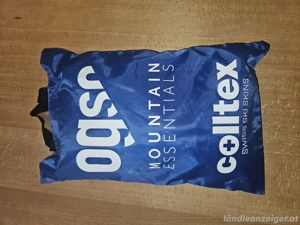 ogso
MOUNTAIN
ESSENTIALS
colltex
SWISS SKI SKINS
ländleanzeiger.at